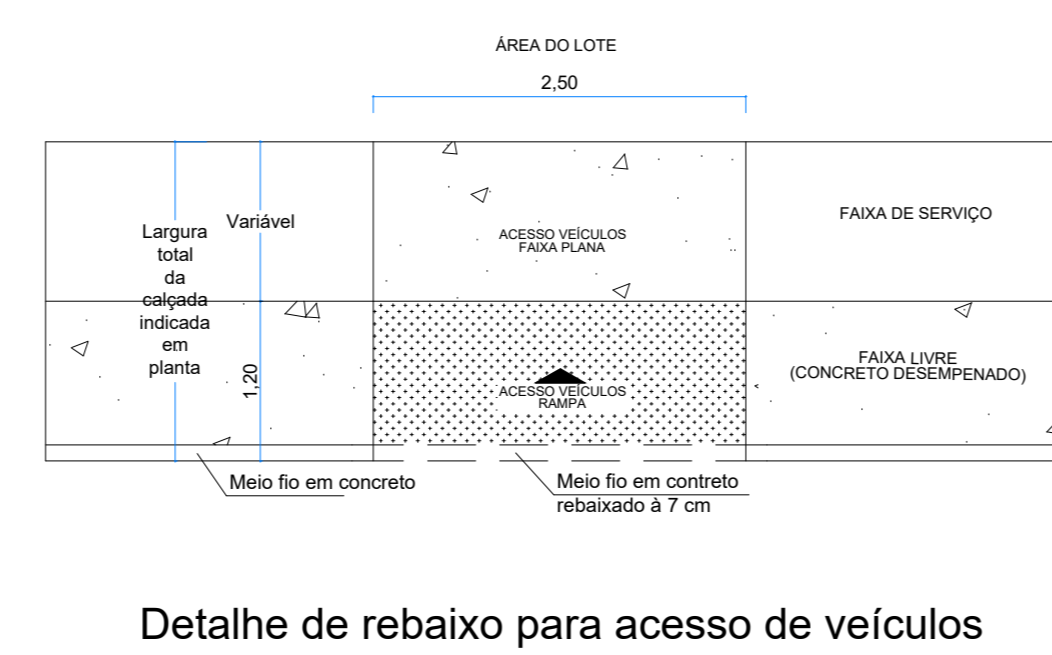 ÁREA DO LOTE
2,50
Largura
total
da
calçada
indicada
em
planta
Variável
1,20
ACESSO VEÍCULOS
FAIXA PLANA
FAIXA DE SERVIÇO
ACESSO VEÍCULOS
RAMPA
FAIXA LIVRE
(CONCRETO DESEMPENADO)
Meio fio em concreto
Meio fio em contreto
rebaixado à 7 cm
Detalhe de rebaixo para acesso de veículos